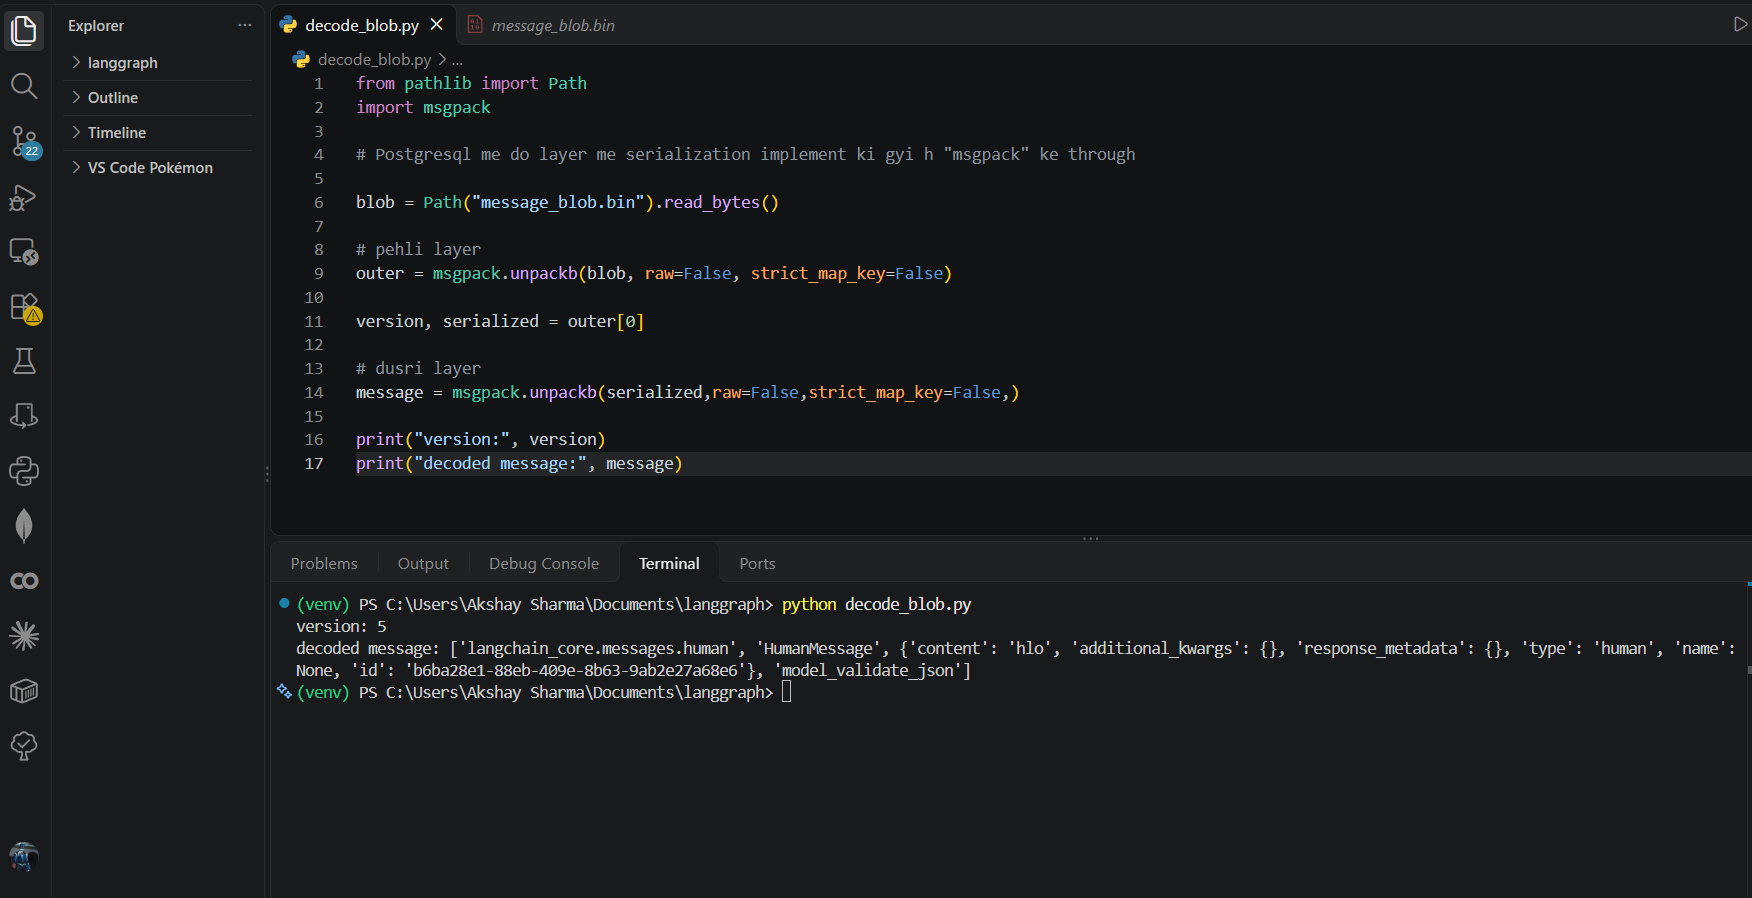 Explorer
langgraph
Outline
Timeline
VS Code Pokémon
22
decode_blob.py
message_blob.bin
decode_blob.py > ...
1 from pathlib import Path
2 import msgpack
3
4 # Postgresql me do layer me serialization implement ki gyi h "msgpack" ke through
5
6 blob = Path("message_blob.bin").read_bytes()
7
8 # pehli layer
9 outer = msgpack.unpackb(blob, raw=False, strict_map_key=False)
10
11 version, serialized = outer[0]
12
13 # dusri layer
14 message = msgpack.unpackb(serialized,raw=False,strict_map_key=False,)
15
16 print("version:", version)
17 print("decoded message:", message)
Problems Output Debug Console Terminal Ports
(venv) PS C:\Users\Akshay Sharma\Documents\langgraph> python decode_blob.py
version: 5
decoded message: ['langchain_core.messages.human', 'HumanMessage', {'content': 'hlo', 'additional_kwargs': {}, 'response_metadata': {}, 'type': 'human', 'name':
None, 'id': 'b6ba28e1-88eb-409e-8b63-9ab2e27a68e6'}, 'model_validate_json']
(venv) PS C:\Users\Akshay Sharma\Documents\langgraph>